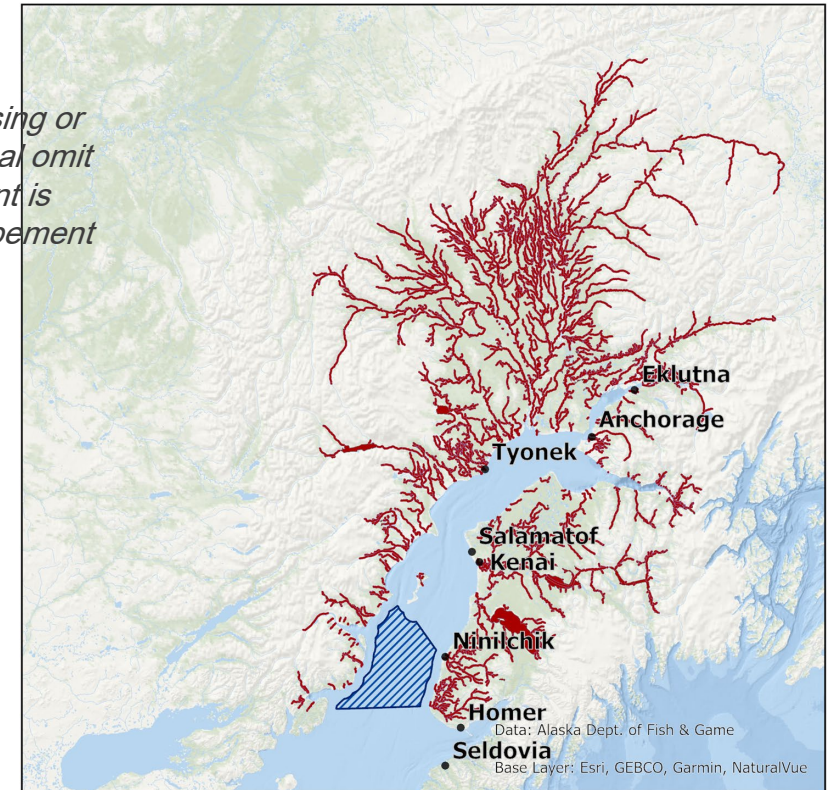 sing or
al omit
nt is
pement
Eklutna
Anchorage
Tyonek
Salamatof
Kenai
Ninilchik
Homer
Data: Alaska Dept. of Fish & Game
Seldovia
Base Layer: Esri, GEBCO, Garmin, NaturalVue